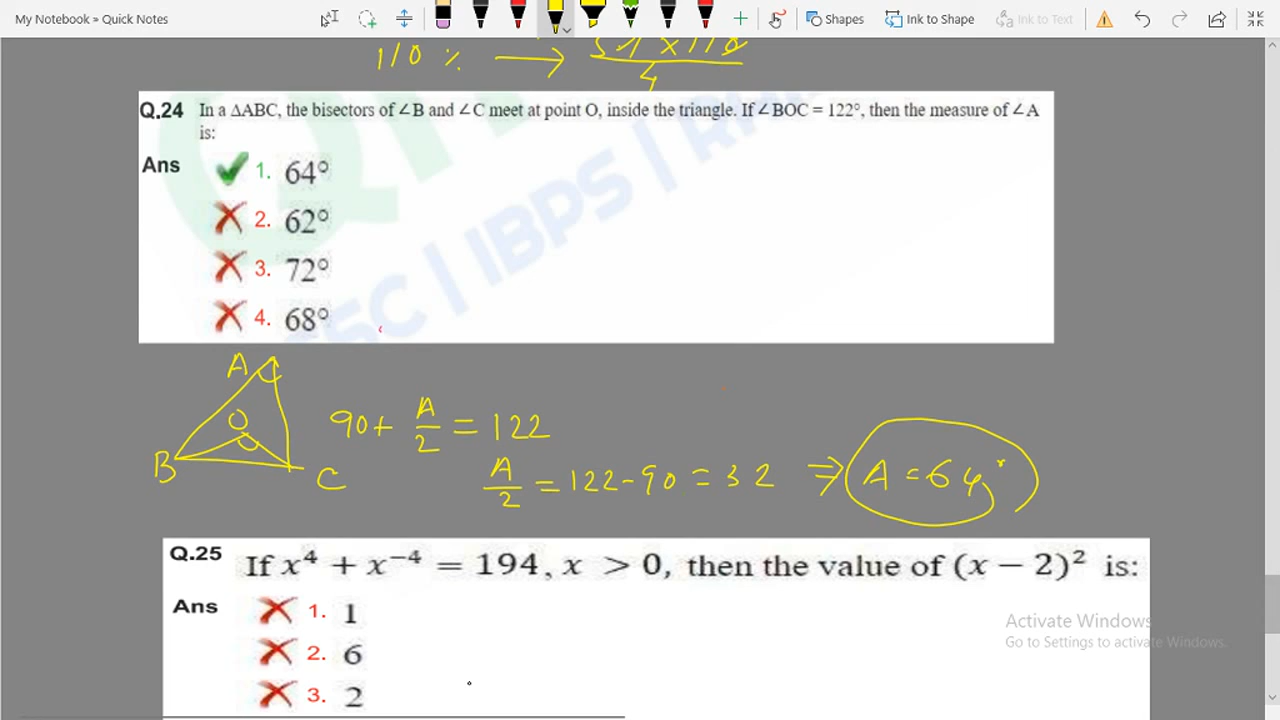 My Notebook » Quick Notes
Shapes
Ink to Shape
Ink to Text
110 % →
4
Q.24 In a ΔABC, the bisectors of ∠B and ∠C meet at point O, inside the triangle. If ∠BOC = 122°, then the measure of ∠A
is:
Ans
1. 64°
2. 62°
3. 72°
4. 68°
SC | IBPS | R
A
O
B
C
90+ A/2 = 122
A/2 = 122-90 = 32 ⇒ A = 64°
Q.25 If x⁴ + x⁻⁴ = 194, x > 0, then the value of (x − 2)² is:
Ans
1. 1
2. 6
3. 2
Activate Windows
Go to Settings to activate Windows.